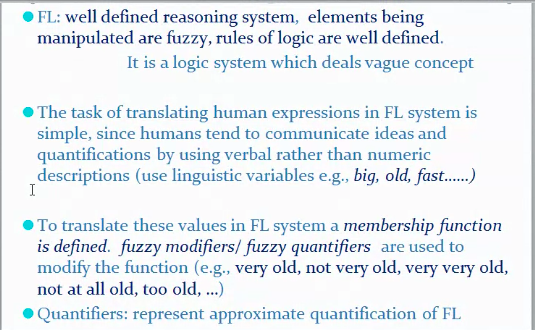 FL: well defined reasoning system, elements being
manipulated are fuzzy, rules of logic are well defined.
It is a logic system which deals vague concept
The task of translating human expressions in FL system is
simple, since humans tend to communicate ideas and
quantifications by using verbal rather than numeric
descriptions (use linguistic variables e.g., big, old, fast......)
To translate these values in FL system a membership function
is defined. fuzzy modifiers/ fuzzy quantifiers are used to
modify the function (e.g., very old, not very old, very very old,
not at all old, too old, ...)
Quantifiers: represent approximate quantification of FL